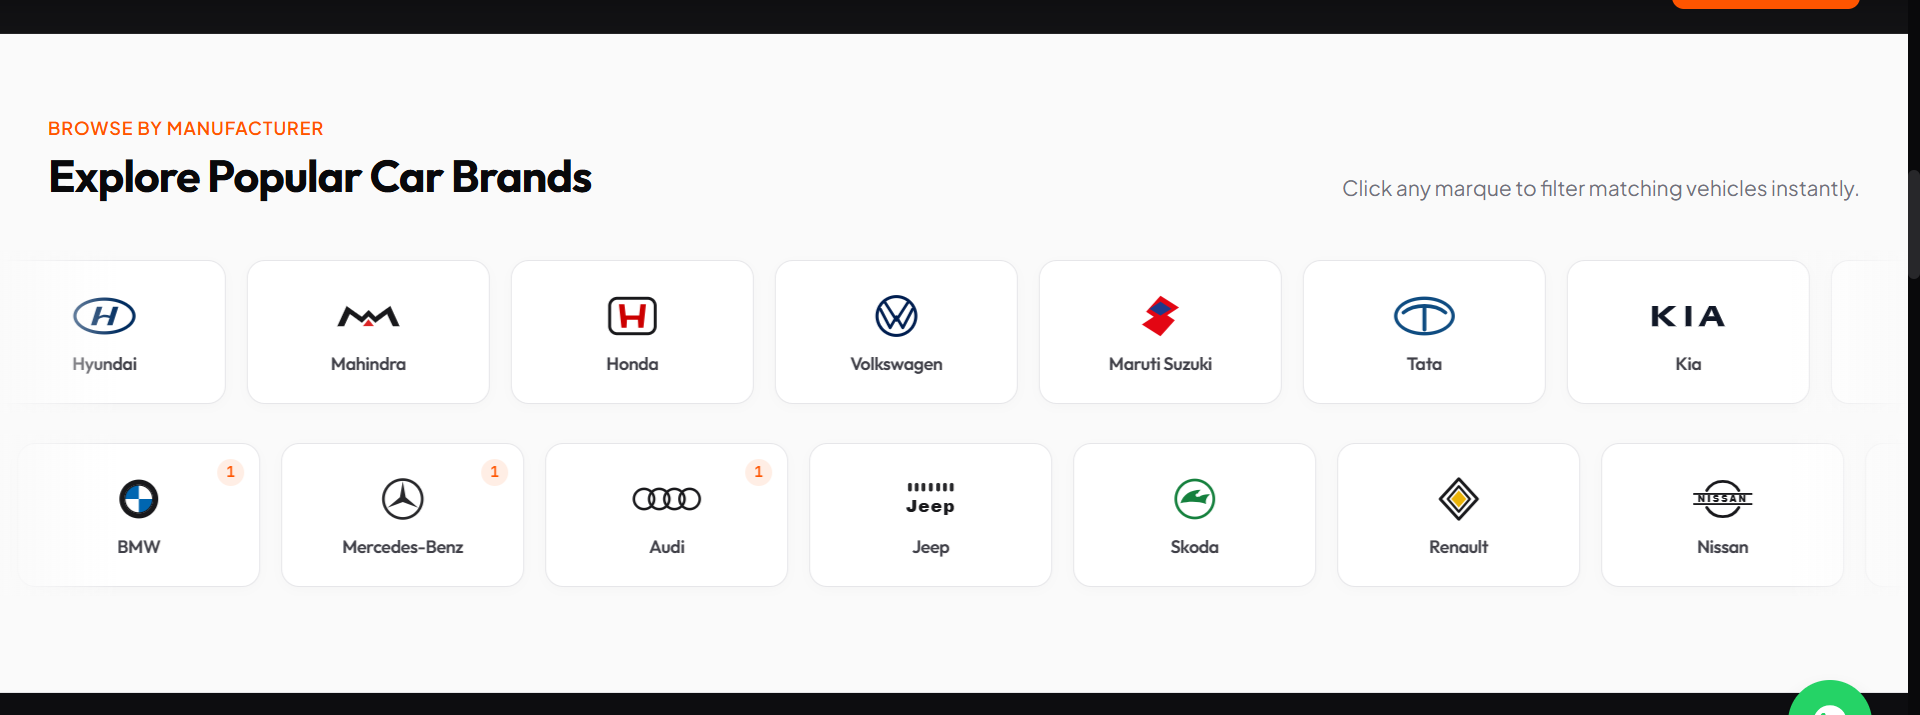 BROWSE BY MANUFACTURER
Explore Popular Car Brands
Click any marque to filter matching vehicles instantly.
Hyundai
Mahindra
Honda
Volkswagen
Maruti Suzuki
Tata
KIA
Kia
1
BMW
1
Mercedes-Benz
1
Audi
Jeep
Jeep
Skoda
Renault
NISSAN
Nissan